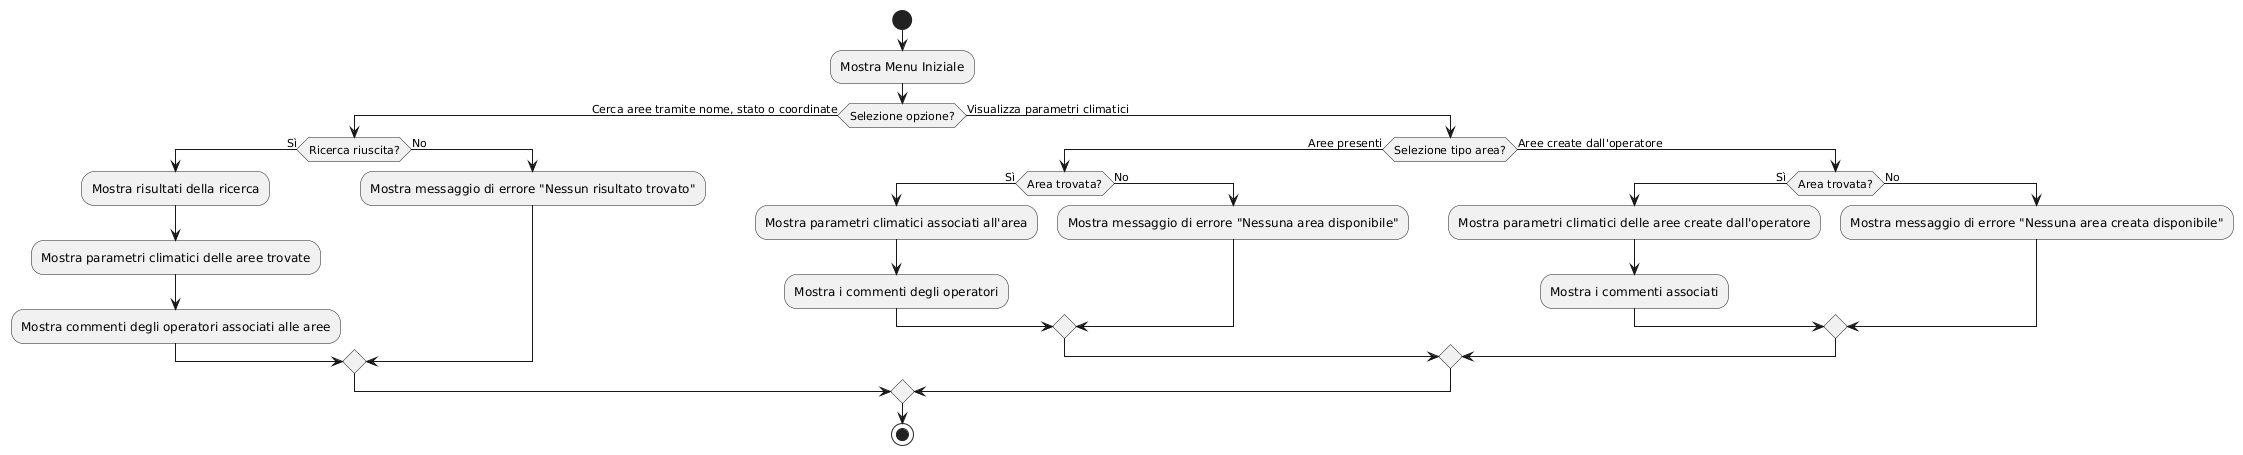 Mostra Menu Iniziale
Cerca aree tramite nome, stato o coordinate
Selezione opzione?
Visualizza parametri climatici
Sì
Ricerca riuscita?
No
Mostra risultati della ricerca
Mostra parametri climatici delle aree trovate
Mostra commenti degli operatori associati alle aree
Mostra messaggio di errore "Nessun risultato trovato"
Aree presenti
Selezione tipo area?
Aree create dall'operatore
Sì
Area trovata?
No
Mostra parametri climatici associati all'area
Mostra i commenti degli operatori
Mostra messaggio di errore "Nessuna area disponibile"
Sì
Area trovata?
No
Mostra parametri climatici delle aree create dall'operatore
Mostra i commenti associati
Mostra messaggio di errore "Nessuna area creata disponibile"